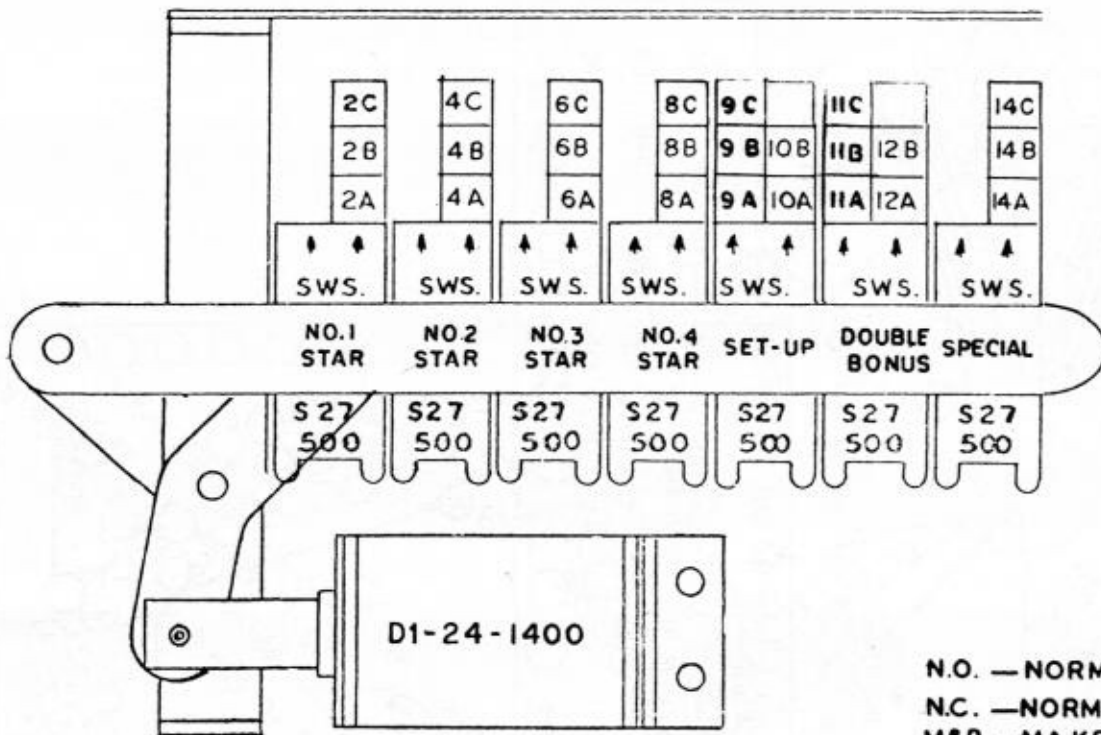 2C 4C 6C 8C 9C 11C 14C
2B 4B 6B 8B 9B 10B 11B 12B 14B
2A 4A 6A 8A 9A 10A 11A 12A 14A
SWS. SWS. SWS. SWS. SWS. SWS. SWS.
NO.1 NO.2 NO.3 NO.4 SET-UP DOUBLE SPECIAL
STAR STAR STAR STAR BONUS
S27 S27 S27 S27 S27 S27 S27
500 500 500 500 500 500 500
D1-24-1400
N.O. — NORM
N.C. — NORM